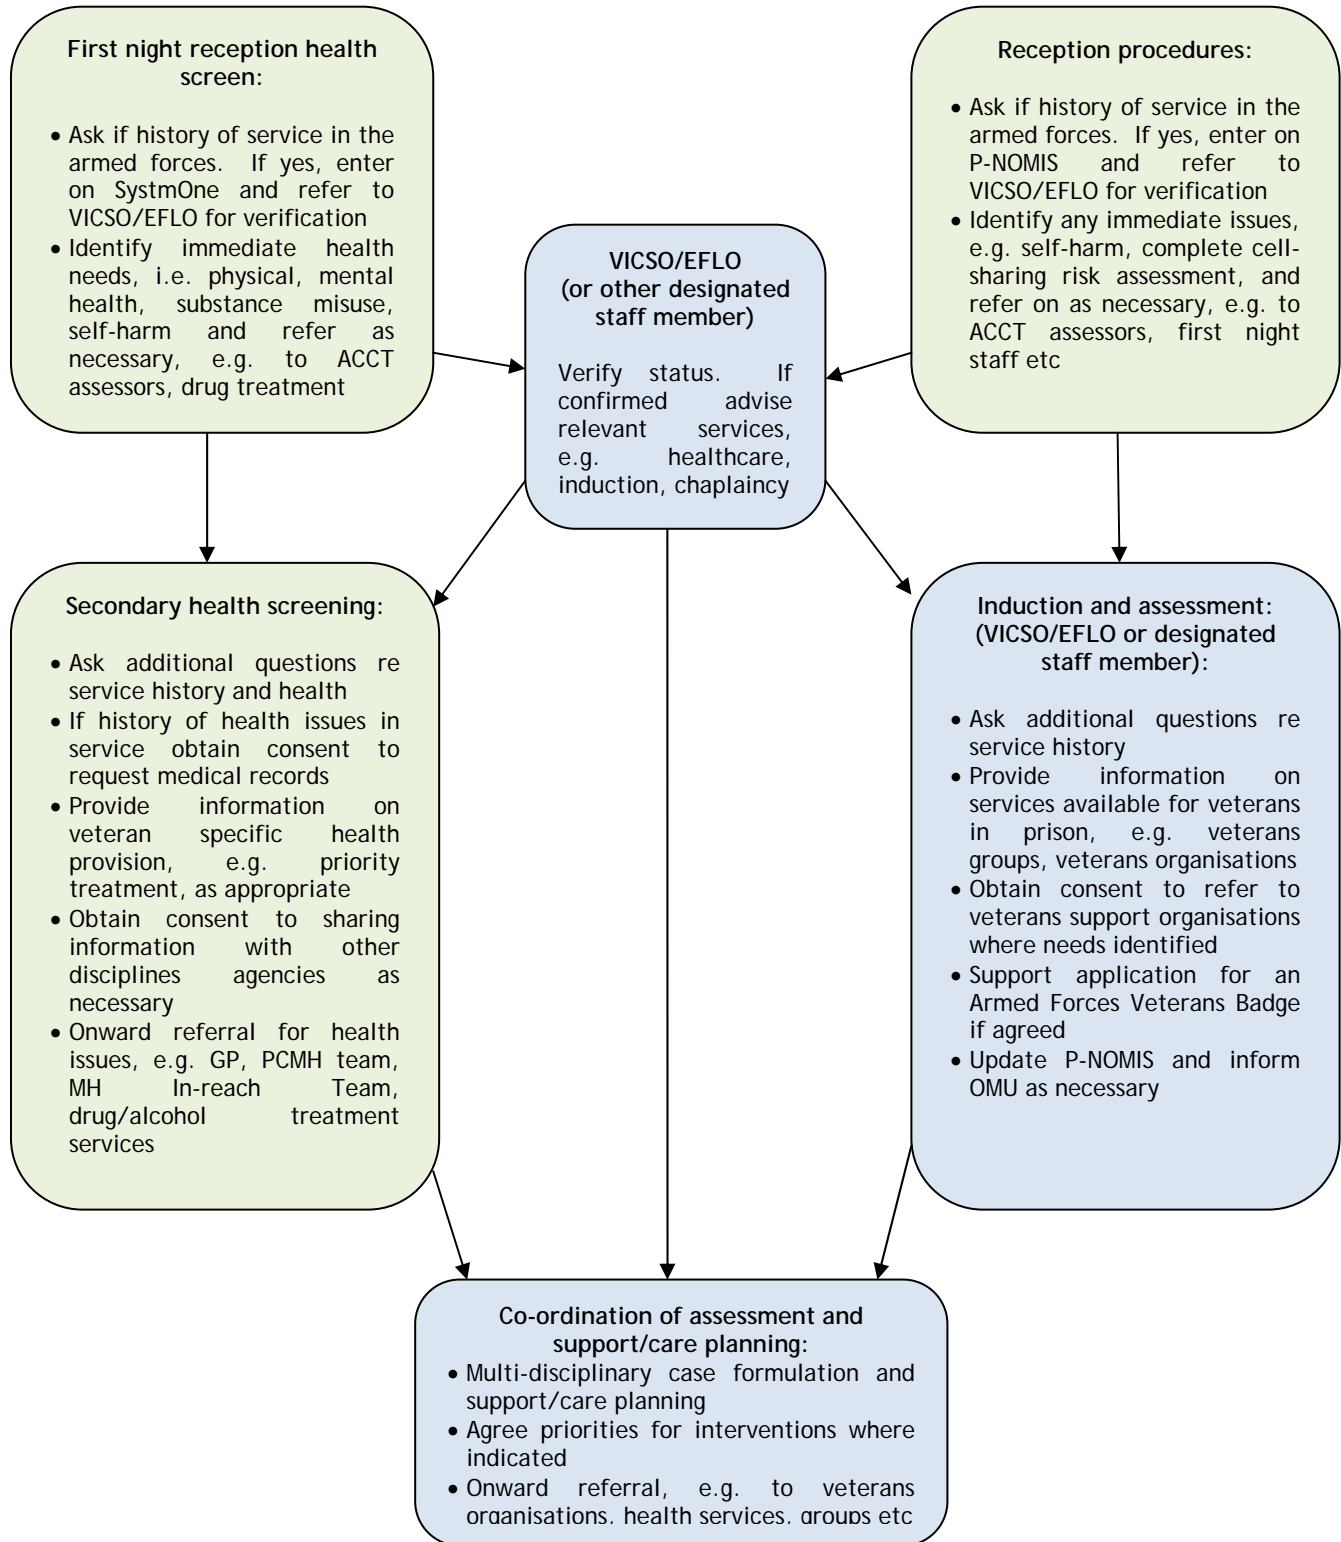 First night reception health
screen:
• Ask if history of service in the
armed forces. If yes, enter
on SystmOne and refer to
VICSO/EFLO for verification
• Identify immediate health
needs, i.e. physical, mental
health, substance misuse,
self-harm and refer as
necessary, e.g. to ACCT
assessors, drug treatment
Reception procedures:
• Ask if history of service in the
armed forces. If yes, enter on
P-NOMIS and refer to
VICSO/EFLO for verification
• Identify any immediate issues,
e.g. self-harm, complete cell-
sharing risk assessment, and
refer on as necessary, e.g. to
ACCT assessors, first night
staff etc
VICSO/EFLO
(or other designated
staff member)
Verify status. If
confirmed advise
relevant services,
e.g. healthcare,
induction, chaplaincy
Secondary health screening:
• Ask additional questions re
service history and health
• If history of health issues in
service obtain consent to
request medical records
• Provide information on
veteran specific health
provision, e.g. priority
treatment, as appropriate
• Obtain consent to sharing
information with other
disciplines agencies as
necessary
• Onward referral for health
issues, e.g. GP, PCMH team,
MH In-reach Team,
drug/alcohol treatment
services
Induction and assessment:
(VICSO/EFLO or designated
staff member):
• Ask additional questions re
service history
• Provide information on
services available for veterans
in prison, e.g. veterans
groups, veterans organisations
• Obtain consent to refer to
veterans support organisations
where needs identified
• Support application for an
Armed Forces Veterans Badge
if agreed
• Update P-NOMIS and inform
OMU as necessary
Co-ordination of assessment and
support/care planning:
• Multi-disciplinary case formulation and
support/care planning
• Agree priorities for interventions where
indicated
• Onward referral, e.g. to veterans
organisations, health services, groups etc